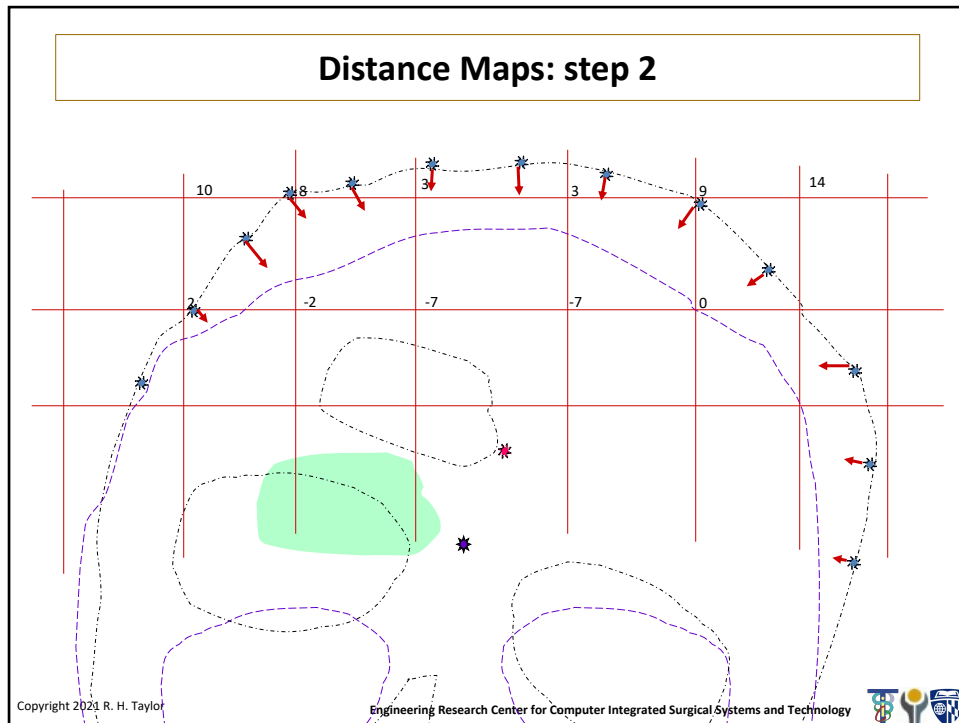 Distance Maps: step 2
10 8 3 3 9 14
2 -2 -7 -7 0
Copyright 2021 R. H. Taylor
Engineering Research Center for Computer Integrated Surgical Systems and Technology